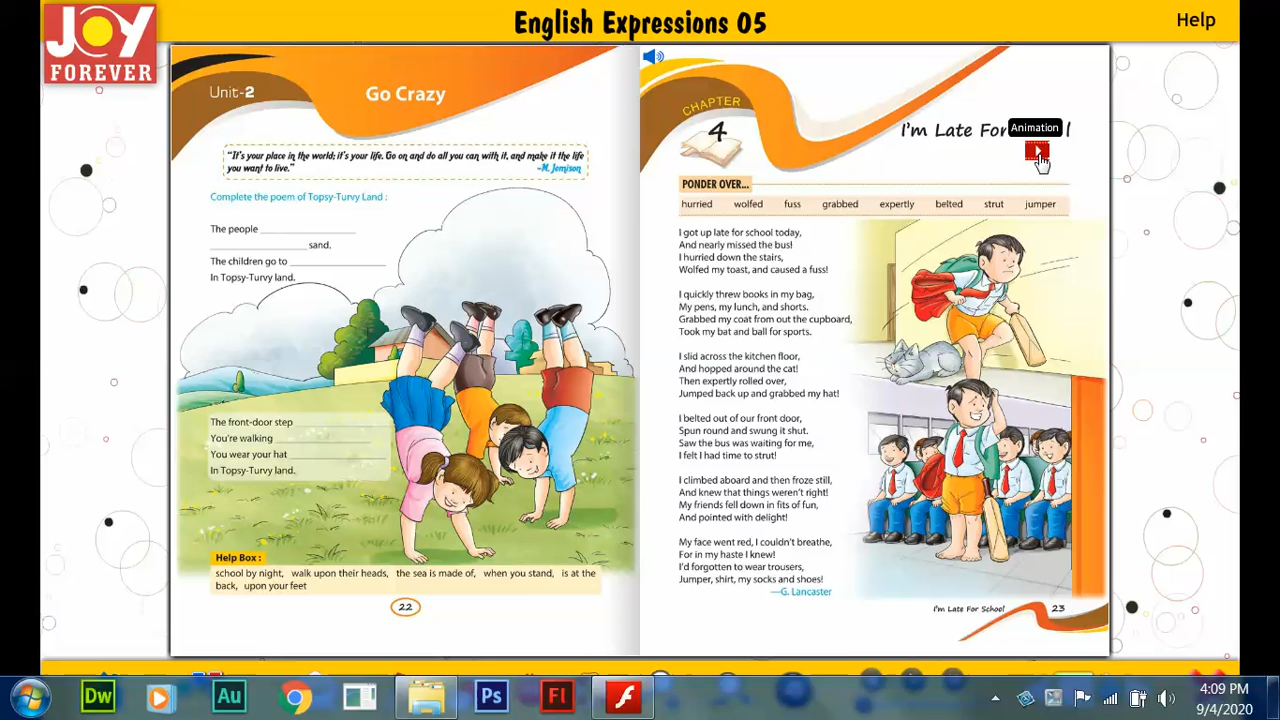 English Expressions 05
Help
JOY
FOREVER
Unit-2
Go Crazy
"It's your place in the world; it's your life. Go on and do all you can with it, and make it the life
you want to live."
-M. Jemison
Complete the poem of Topsy-Turvy Land :
The people ____________________
____________________ sand.
The children go to ____________________
In Topsy-Turvy land.
The front-door step ____________________
You're walking ____________________
You wear your hat ____________________
In Topsy-Turvy land.
Help Box :
school by night, walk upon their heads, the sea is made of, when you stand, is at the
back, upon your feet
22
CHAPTER
4
I'm Late For l
Animation
PONDER OVER...
hurried wolfed fuss grabbed expertly belted strut jumper
I got up late for school today,
And nearly missed the bus!
I hurried down the stairs,
Wolfed my toast, and caused a fuss!
I quickly threw books in my bag,
My pens, my lunch, and shorts.
Grabbed my coat from out the cupboard,
Took my bat and ball for sports.
I slid across the kitchen floor,
And hopped around the cat!
Then expertly rolled over,
Jumped back up and grabbed my hat!
I belted out of our front door,
Spun round and swung it shut.
Saw the bus was waiting for me,
I felt I had time to strut!
I climbed aboard and then froze still,
And knew that things weren't right!
My friends fell down in fits of fun,
And pointed with delight!
My face went red, I couldn't breathe,
For in my haste I knew!
I'd forgotten to wear trousers,
Jumper, shirt, my socks and shoes!
—G. Lancaster
I'm Late For School 23
Dw
Au
Ps
Fl
4:09 PM
9/4/2020